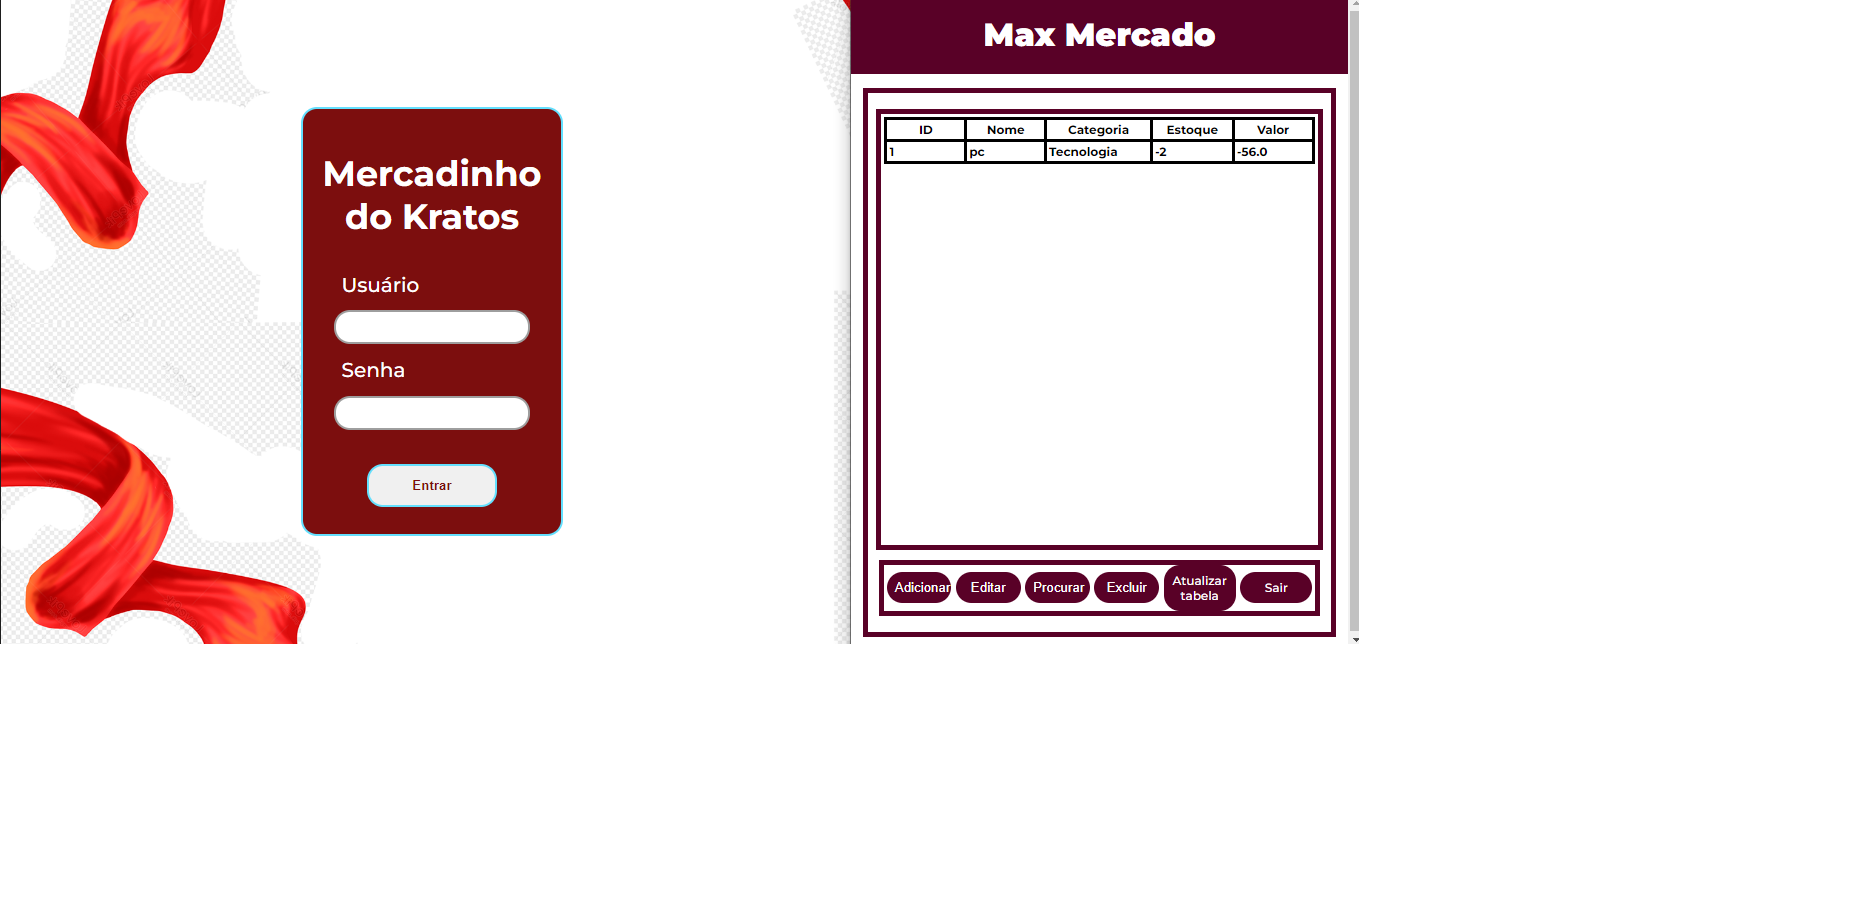 Mercadinho
do Kratos
Usuário
Senha
Entrar
Max Mercado
ID Nome Categoria Estoque Valor
1 pc Tecnologia -2 -56.0
Adicionar Editar Procurar Excluir Atualizar tabela Sair